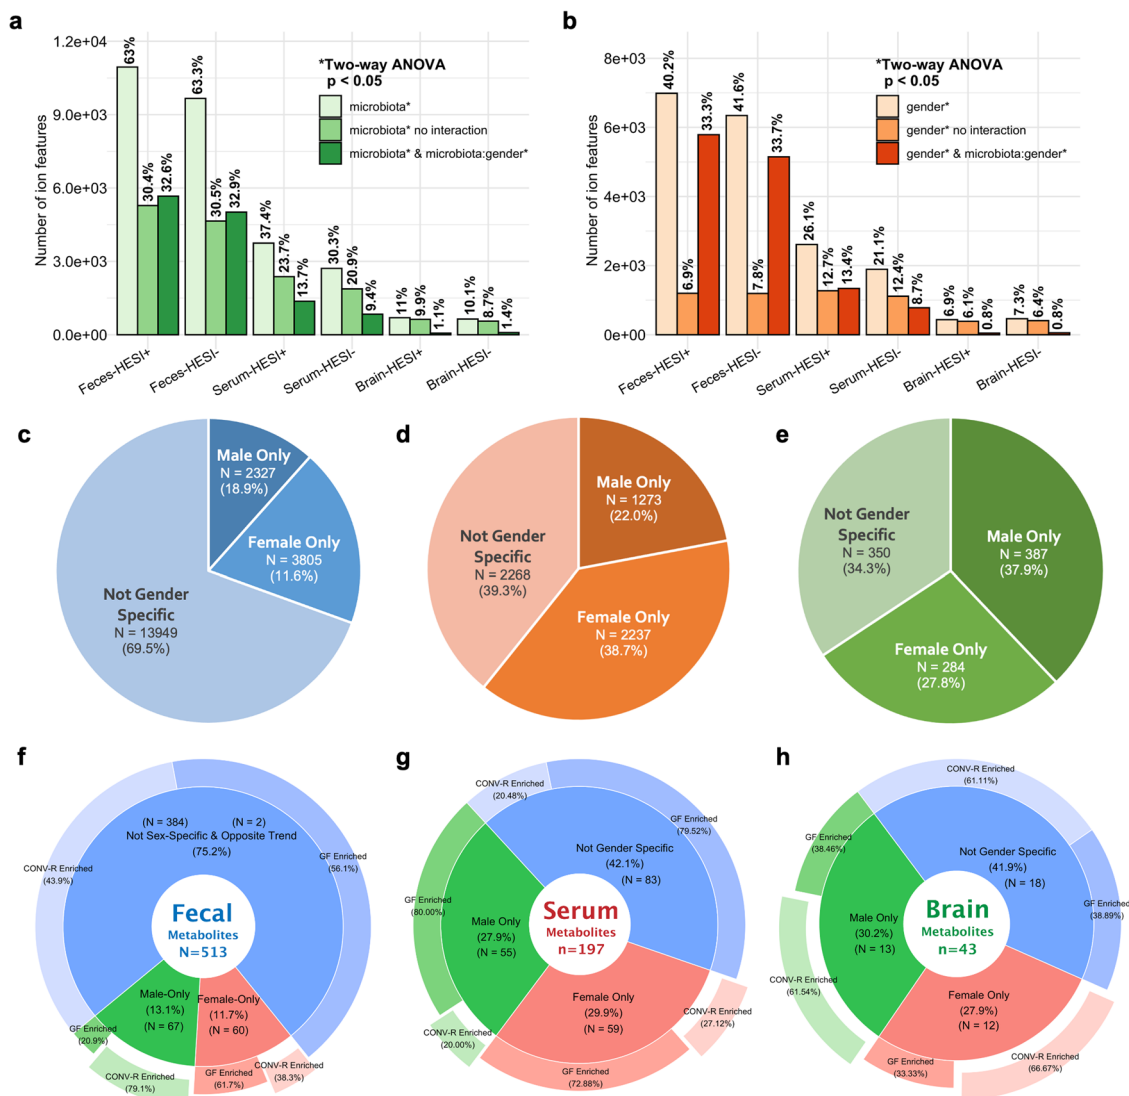 a
Number of ion features
1.2e+04
9.0e+03
6.0e+03
3.0e+03
0.0e+00
63%
30.4%
32.6%
63.3%
30.5%
32.9%
37.4%
23.7%
13.7%
30.3%
20.9%
9.4%
11%
9.9%
1.1%
10.1%
8.7%
1.4%
*Two-way ANOVA
p < 0.05
microbiota*
microbiota* no interaction
microbiota* & microbiota:gender*
Feces-HESI+
Feces-HESI-
Serum-HESI+
Serum-HESI-
Brain-HESI+
Brain-HESI-
b
Number of ion features
8e+03
6e+03
4e+03
2e+03
0e+00
40.2%
6.9%
33.3%
41.6%
7.8%
33.7%
26.1%
12.7%
13.4%
21.1%
12.4%
8.7%
6.9%
6.1%
0.8%
7.3%
6.4%
0.8%
*Two-way ANOVA
p < 0.05
gender*
gender* no interaction
gender* & microbiota:gender*
Feces-HESI+
Feces-HESI-
Serum-HESI+
Serum-HESI-
Brain-HESI+
Brain-HESI-
c
Male Only
N = 2327
(18.9%)
Female Only
N = 3805
(11.6%)
Not Gender
Specific
N = 13949
(69.5%)
d
Male Only
N = 1273
(22.0%)
Not Gender
Specific
N = 2268
(39.3%)
Female Only
N = 2237
(38.7%)
e
Not Gender
Specific
N = 350
(34.3%)
Male Only
N = 387
(37.9%)
Female Only
N = 284
(27.8%)
f
(N = 384) (N = 2)
Not Sex-Specific & Opposite Trend
(75.2%)
GF Enriched
(56.1%)
CONV-R Enriched
(43.9%)
Fecal
Metabolites
N=513
Male-Only
(13.1%)
(N = 67)
Female-Only
(11.7%)
(N = 60)
GF Enriched
(20.9%)
CONV-R Enriched
(79.1%)
GF Enriched
(61.7%)
CONV-R Enriched
(38.3%)
g
CONV-R Enriched
(20.48%)
GF Enriched
(79.52%)
Not Gender Specific
(42.1%)
(N = 83)
GF Enriched
(80.00%)
Male Only
(27.9%)
(N = 55)
Serum
Metabolites
n=197
Female Only
(29.9%)
(N = 59)
CONV-R Enriched
(20.00%)
CONV-R Enriched
(27.12%)
GF Enriched
(72.88%)
h
CONV-R Enriched
(61.11%)
GF Enriched
(38.46%)
Not Gender Specific
(41.9%)
(N = 18)
GF Enriched
(38.89%)
Male Only
(30.2%)
(N = 13)
Brain
Metabolites
n=43
CONV-R Enriched
(61.54%)
Female Only
(27.9%)
(N = 12)
GF Enriched
(33.33%)
CONV-R Enriched
(66.67%)